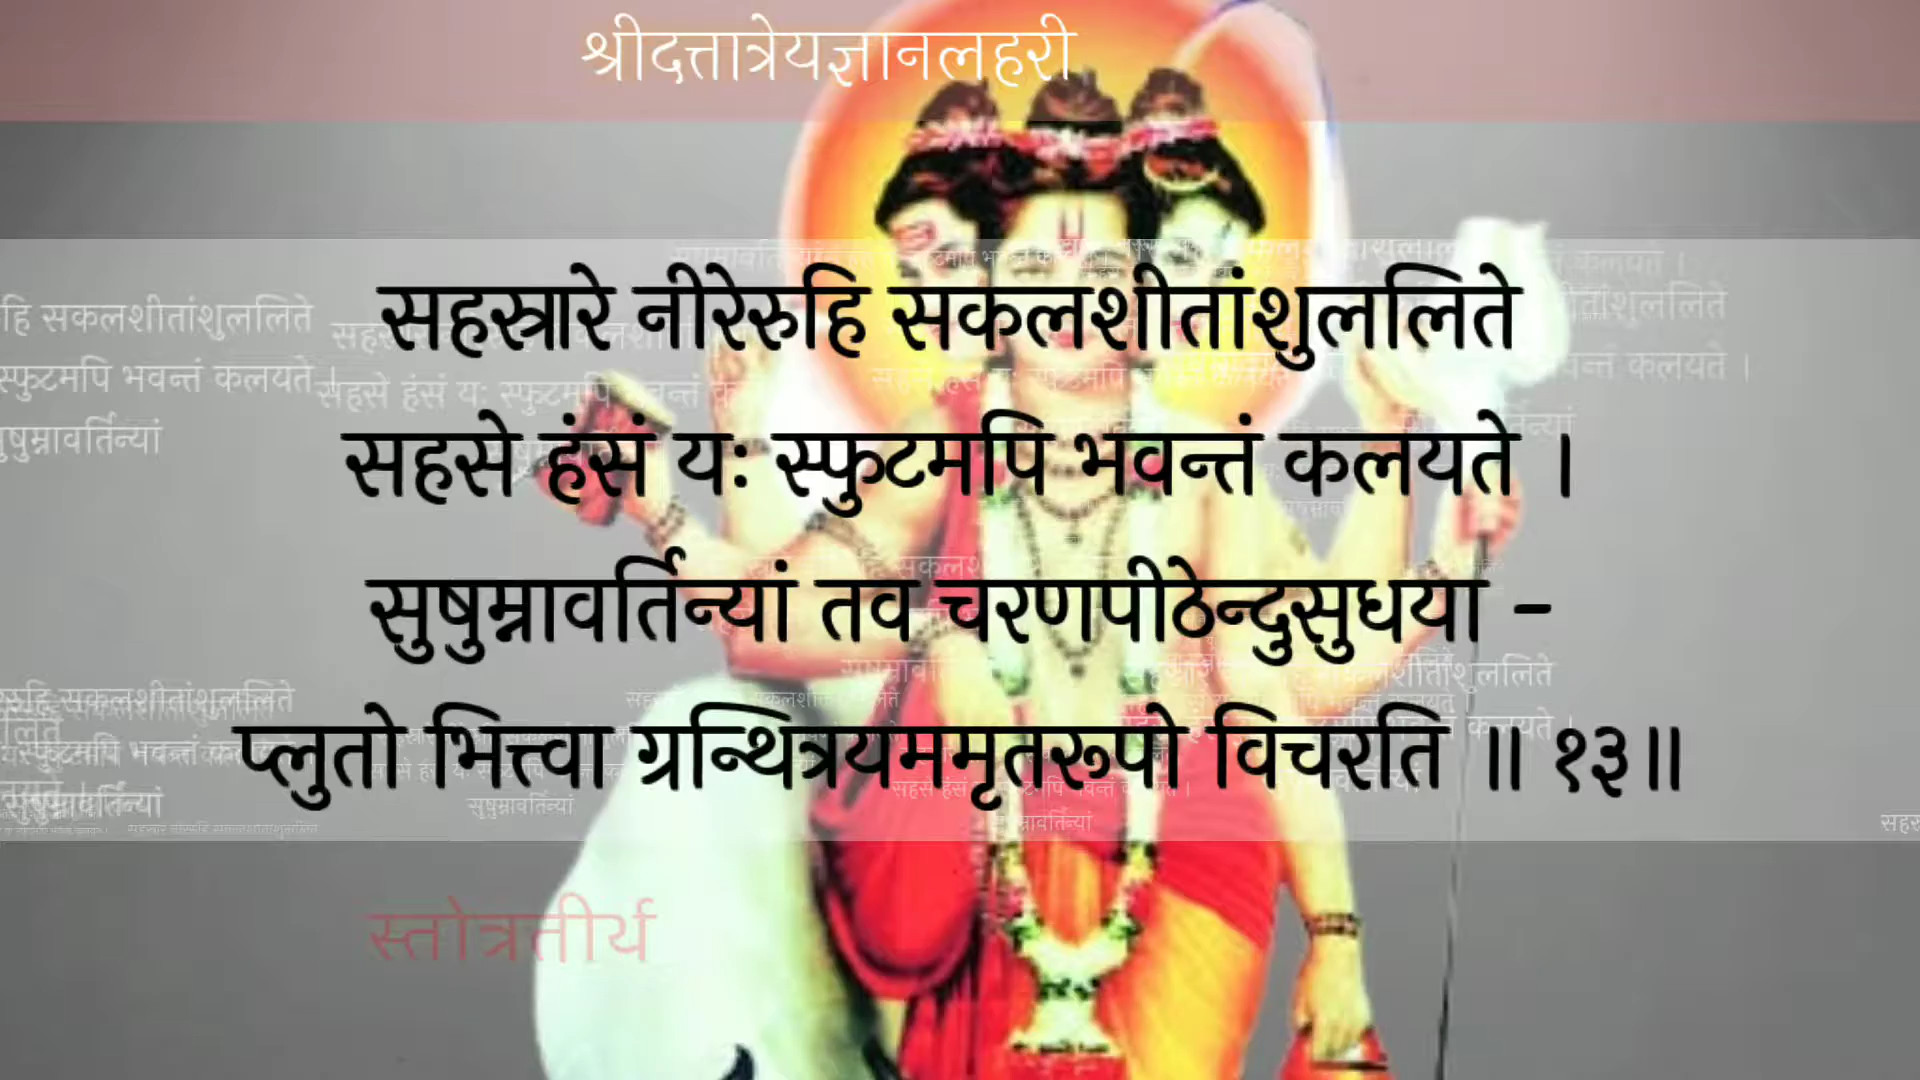 श्रीदत्तात्रेयज्ञानलहरी
सहस्रारे नीरेरुहि सकलशीतांशुललिते
सहसे हंसं यः स्फुटमपि भवन्तं कलयते ।
सुषुम्नावर्तिन्यां तव चरणपीठेन्दुसुधया -
प्लुतो भित्त्वा ग्रन्थित्रयमममृतरूपो विचरति ॥ १३॥
स्तोत्रतीर्थ